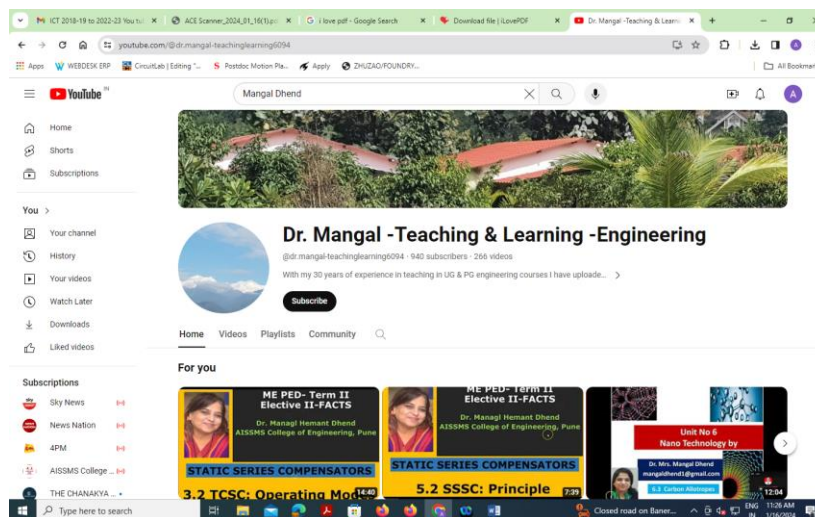 ICT 2018-19 to 2022-23 You tu
ACE Scanner_2024_01_16(1).p
i love pdf - Google Search
Download file | iLovePDF
Dr. Mangal -Teaching & Learni
youtube.com/@dr.mangal-teachinglearning6094
Apps
WEBDESK ERP
CircuitLab | Editing "...
Postdoc Motion Pla...
Apply
ZHUZAO/FOUNDRY...
All Bookmar
YouTube IN
Mangal Dhend
A
Home
Shorts
Subscriptions
You >
Your channel
History
Your videos
Watch Later
Downloads
Liked videos
Subscriptions
Sky News
News Nation
4PM
AISSMS College ...
THE CHANAKYA ...
Dr. Mangal -Teaching & Learning -Engineering
@dr.mangal-teachinglearning6094 · 940 subscribers · 266 videos
With my 30 years of experience in teaching in UG & PG engineering courses I have uploade... >
Subscribe
Home Videos Playlists Community
For you
ME PED- Term II
Elective II-FACTS
Dr. Managl Hemant Dhend
AISSMS College of Engineering, Pune
STATIC SERIES COMPENSATORS
3.2 TCSC: Operating Mod
14:40
ME PED- Term II
Elective II-FACTS
Dr. Managl Hemant Dhend
AISSMS College of Engineering, Pune
STATIC SERIES COMPENSATORS
5.2 SSSC: Principle
7:39
Unit No 6
Nano Technology by
Dr. Mrs. Mangal Dhend
mangaldhend1@gmail.com
6.3 Carbon Allotropes
12:04
Type here to search
Closed road on Baner...
ENG
IN
11:26 AM
1/16/2024